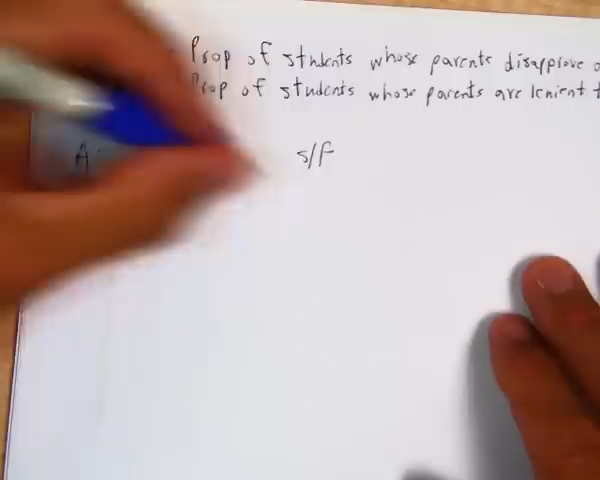 Prop of students whose parents disapprove
Prop of students whose parents are lenient
A: S/F